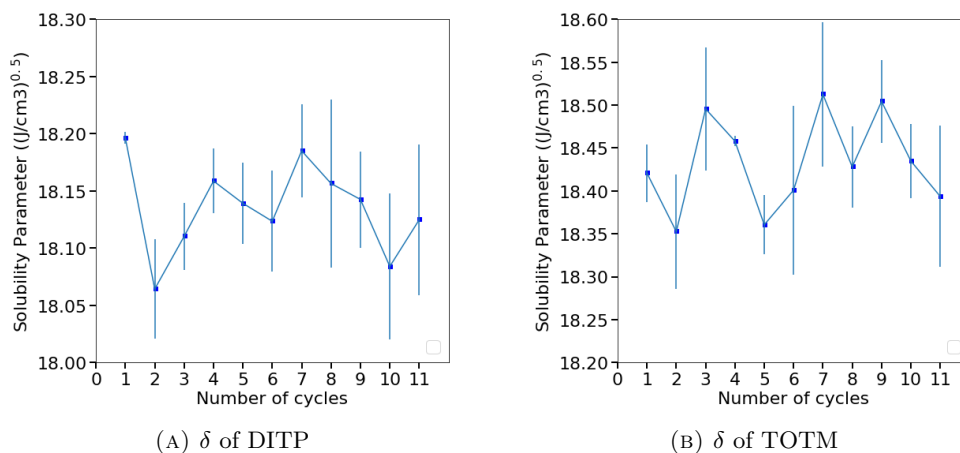 18.30
18.25
18.20
18.15
18.10
18.05
18.00
Solubility Parameter ((J/cm3)^{0.5})
0 1 2 3 4 5 6 7 8 9 10 11
Number of cycles
(A) δ of DITP
18.60
18.55
18.50
18.45
18.40
18.35
18.30
18.25
18.20
Solubility Parameter ((J/cm3)^{0.5})
0 1 2 3 4 5 6 7 8 9 10 11
Number of cycles
(B) δ of TOTM